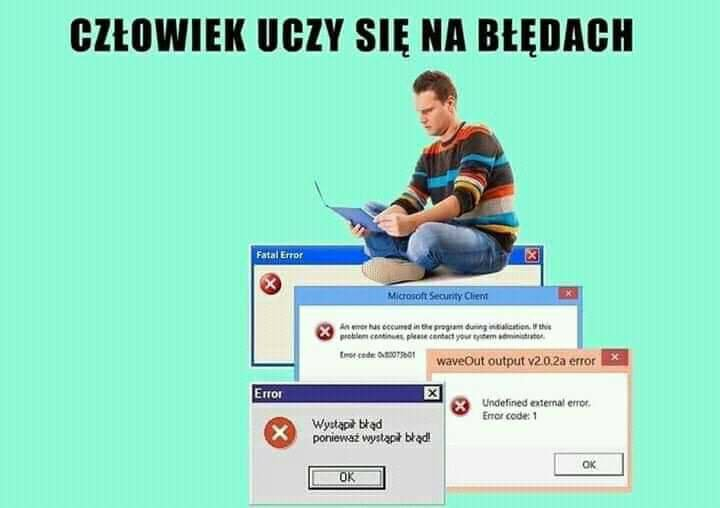 CZŁOWIEK UCZY SIĘ NA BŁĘDACH
Fatal Error
Microsoft Security Client
An error has occurred in the program during initialization. If this
problem continues, please contact your system administrator.
Error code: 0x80073b01
waveOut output v2.0.2a error
Undefined external error.
Error code: 1
OK
Error
Wystąpił błąd
ponieważ wystąpił błąd!
OK